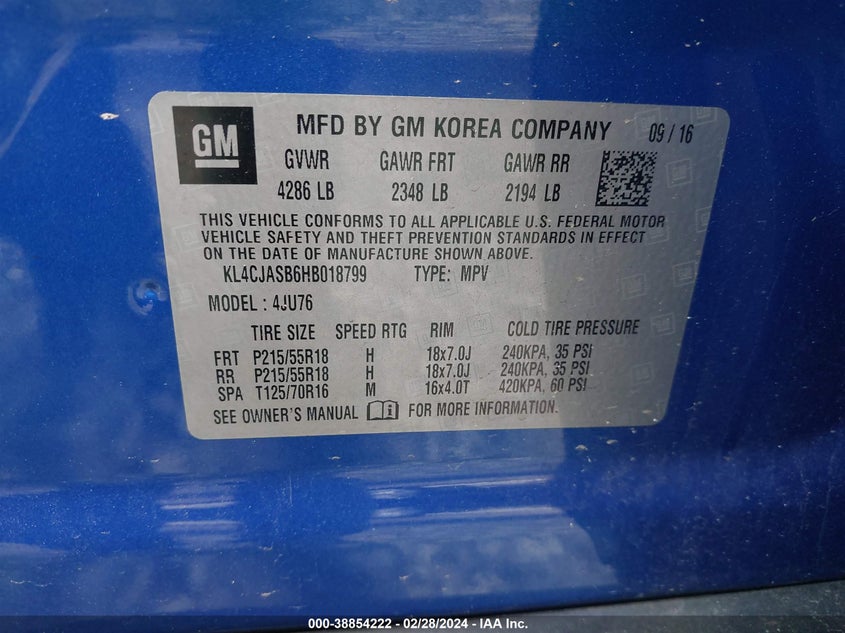 GM
MFD BY GM KOREA COMPANY 09 / 16
GVWR GAWR FRT GAWR RR
4286 LB 2348 LB 2194 LB
THIS VEHICLE CONFORMS TO ALL APPLICABLE U.S. FEDERAL MOTOR
VEHICLE SAFETY AND THEFT PREVENTION STANDARDS IN EFFECT
ON THE DATE OF MANUFACTURE SHOWN ABOVE.
KL4CJASB6HB018799 TYPE: MPV
MODEL : 4JU76
TIRE SIZE SPEED RTG RIM COLD TIRE PRESSURE
FRT P215/55R18 H 18x7.0J 240KPA, 35 PSI
RR P215/55R18 H 18x7.0J 240KPA, 35 PSI
SPA T125/70R16 M 16x4.0T 420KPA, 60 PSI
SEE OWNER'S MANUAL FOR MORE INFORMATION.
000-38854222 - 02/28/2024 - IAA Inc.